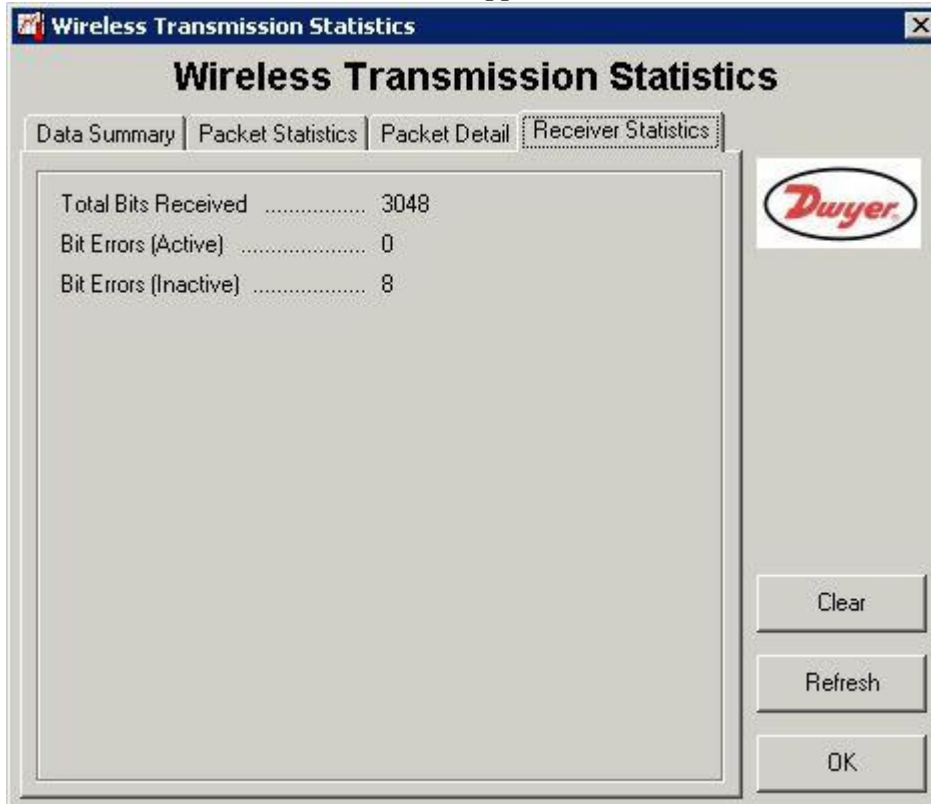 Wireless Transmission Statistics
Wireless Transmission Statistics
Data Summary Packet Statistics Packet Detail Receiver Statistics
Total Bits Received ................. 3048
Bit Errors (Active) ..................... 0
Bit Errors (Inactive) ................... 8
Dwyer
Clear
Refresh
OK